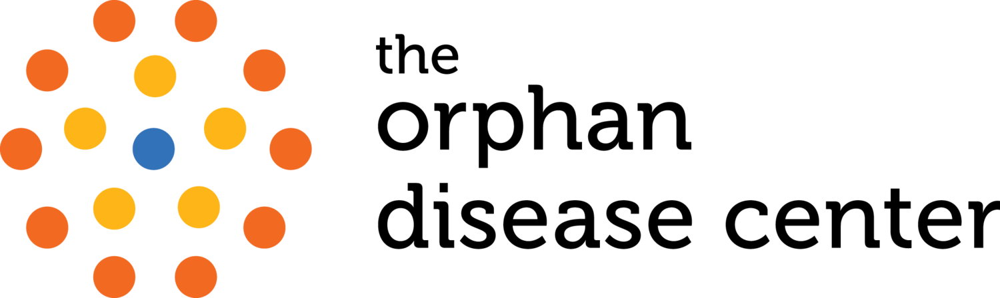 the
orphan
disease center